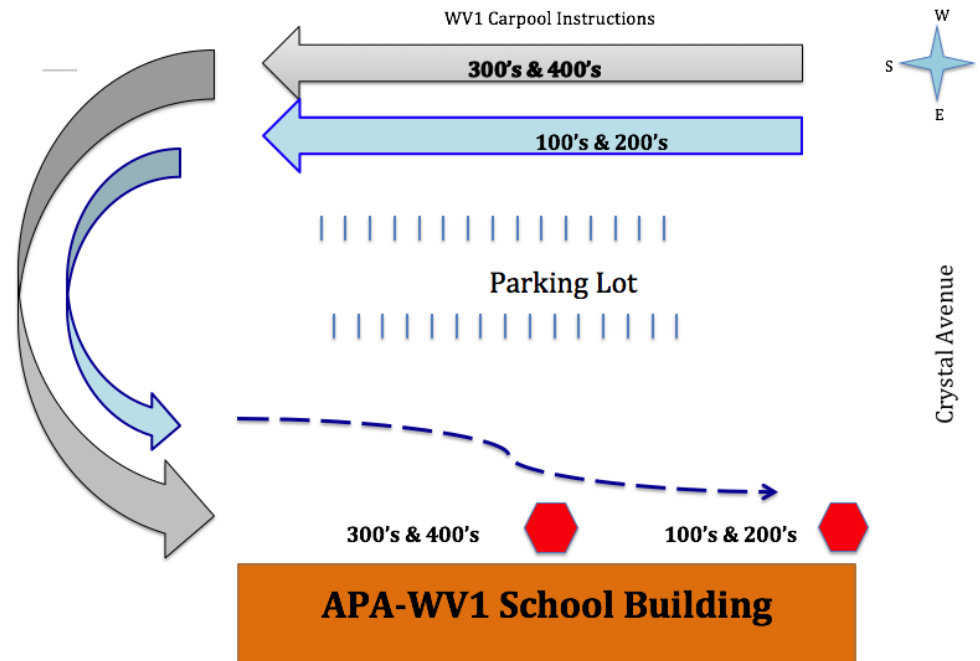 WV1 Carpool Instructions
W
S
E
300's & 400's
100's & 200's
Parking Lot
Crystal Avenue
300's & 400's
100's & 200's
APA-WV1 School Building